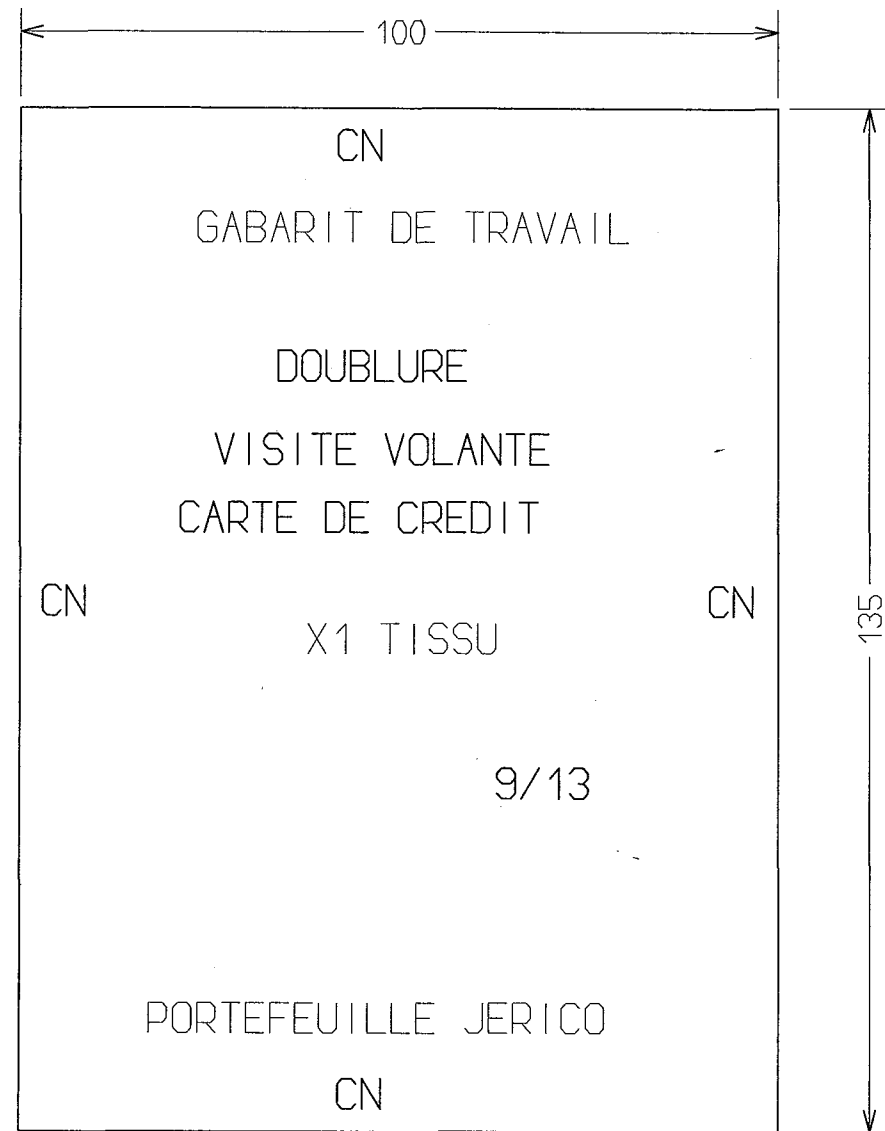 100
CN
GABARIT DE TRAVAIL
DOUBLURE
VISITE VOLANTE
CARTE DE CREDIT
CN
CN
135
X1 TISSU
9/13
PORTEFEUILLE JERICO
CN